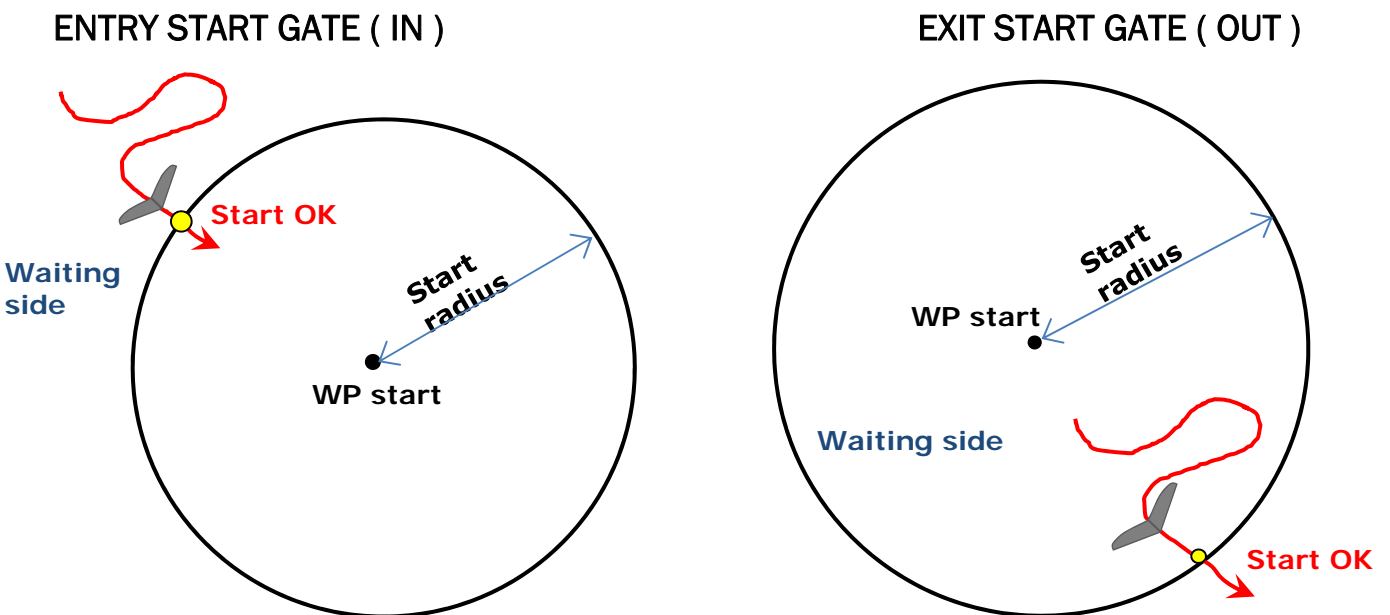 ENTRY START GATE ( IN )
Start OK
Waiting
side
Start
radius
WP start
EXIT START GATE ( OUT )
Start
radius
WP start
Waiting side
Start OK